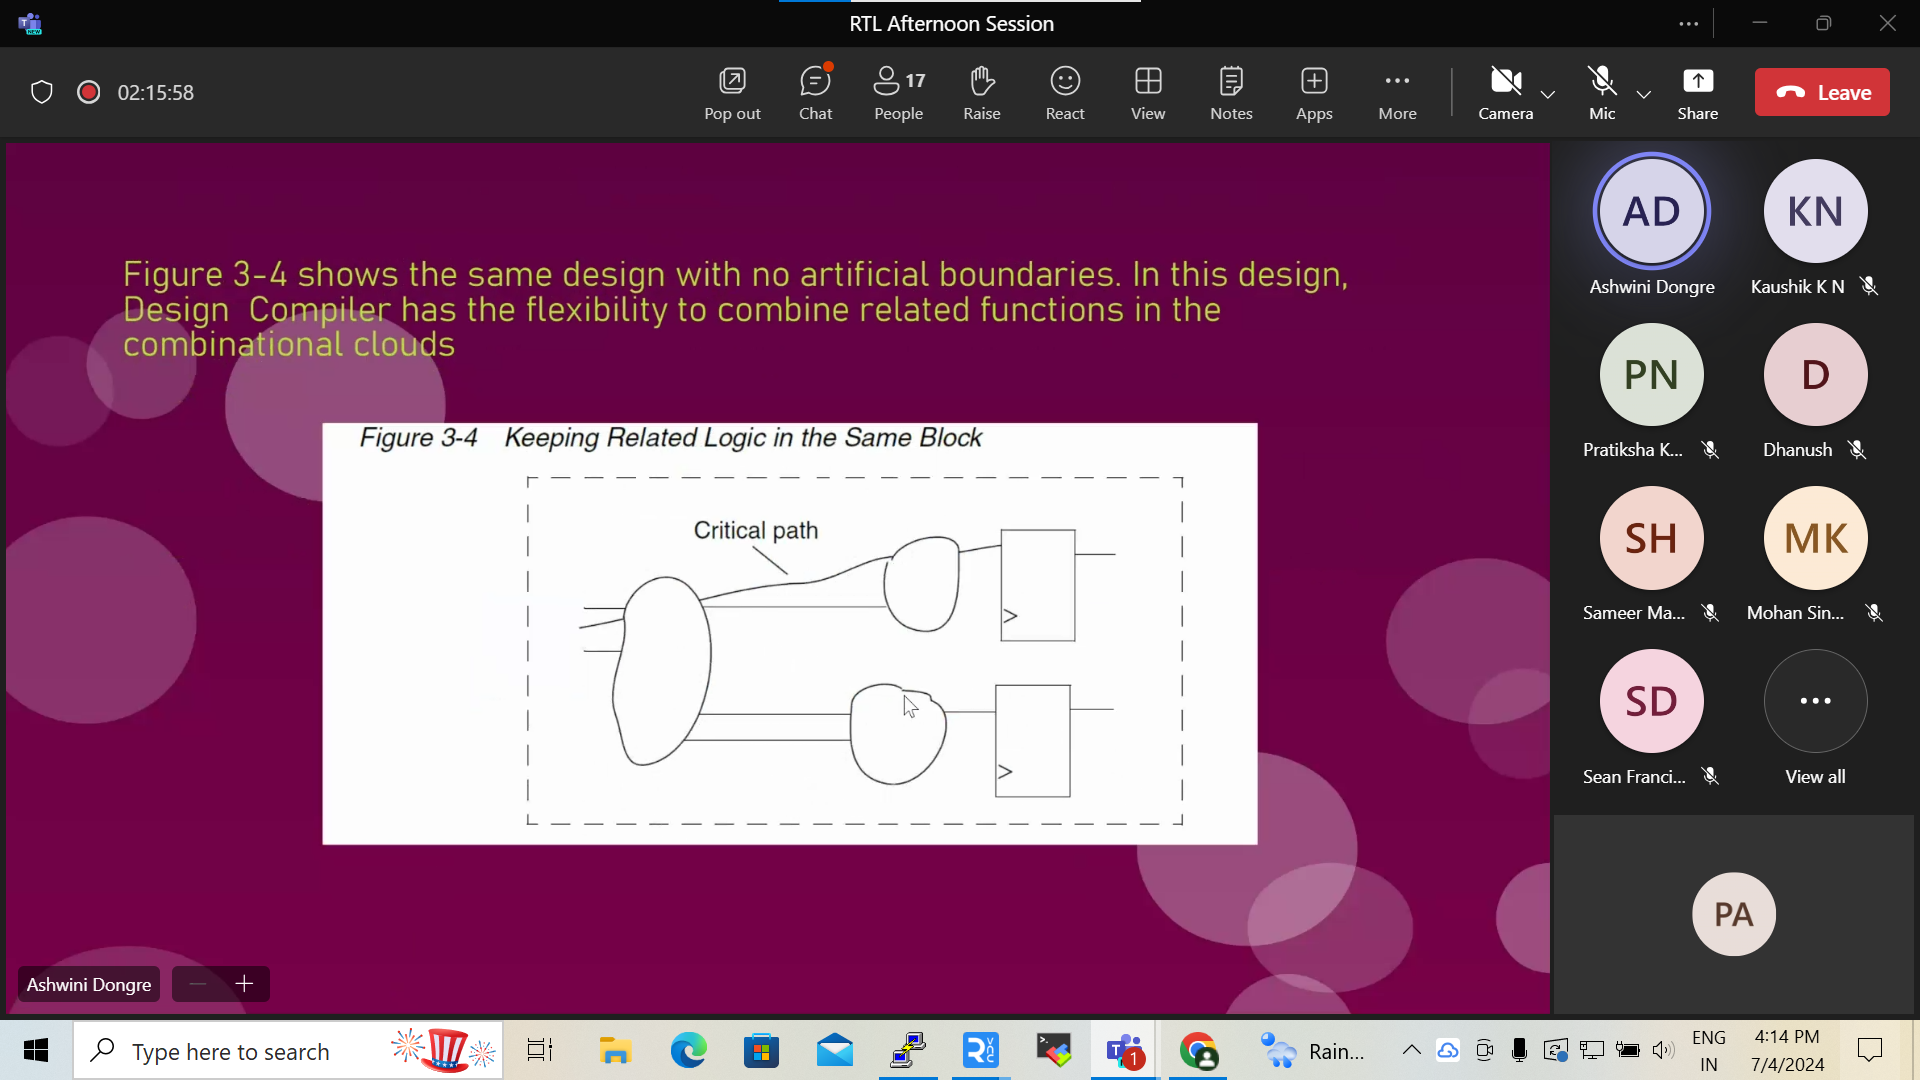 RTL Afternoon Session
02:15:58
Pop out
Chat
17
People
Raise
React
View
Notes
Apps
More
Camera
Mic
Share
Leave
Figure 3-4 shows the same design with no artificial boundaries. In this design,
Design Compiler has the flexibility to combine related functions in the
combinational clouds
Figure 3-4 Keeping Related Logic in the Same Block
Critical path
AD
Ashwini Dongre
KN
Kaushik K N
PN
Pratiksha K...
D
Dhanush
SH
Sameer Ma...
MK
Mohan Sin...
SD
Sean Franci...
View all
PA
Ashwini Dongre
Type here to search
1
Rain...
ENG
IN
4:14 PM
7/4/2024